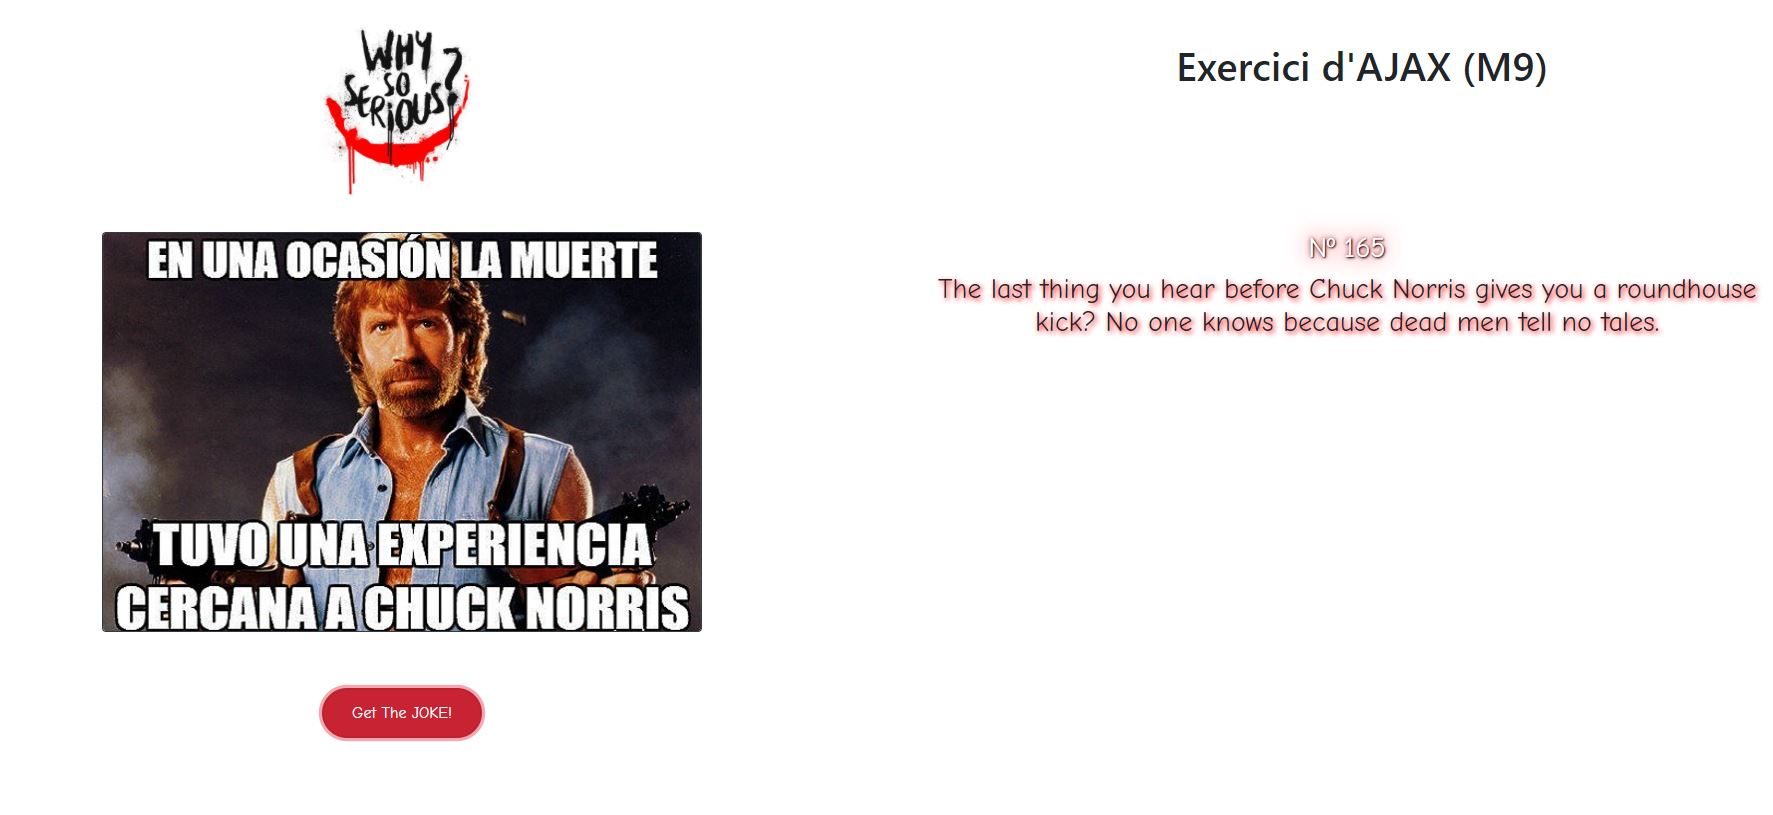 WHY
SO
SERIOUS?
Exercici d'AJAX (M9)
EN UNA OCASIÓN LA MUERTE
TUVO UNA EXPERIENCIA
CERCANA A CHUCK NORRIS
Get The JOKE!
Nº 165
The last thing you hear before Chuck Norris gives you a roundhouse
kick? No one knows because dead men tell no tales.